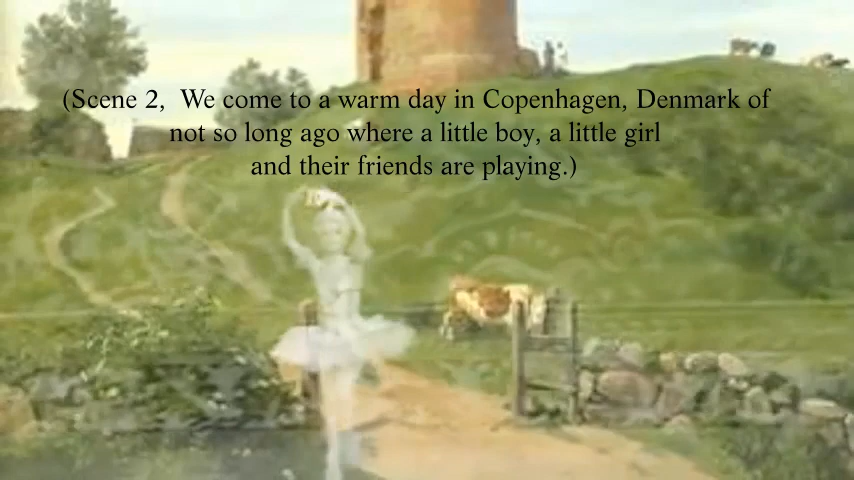 (Scene 2,  We come to a warm day in Copenhagen, Denmark of
not so long ago where a little boy, a little girl
and their friends are playing.)